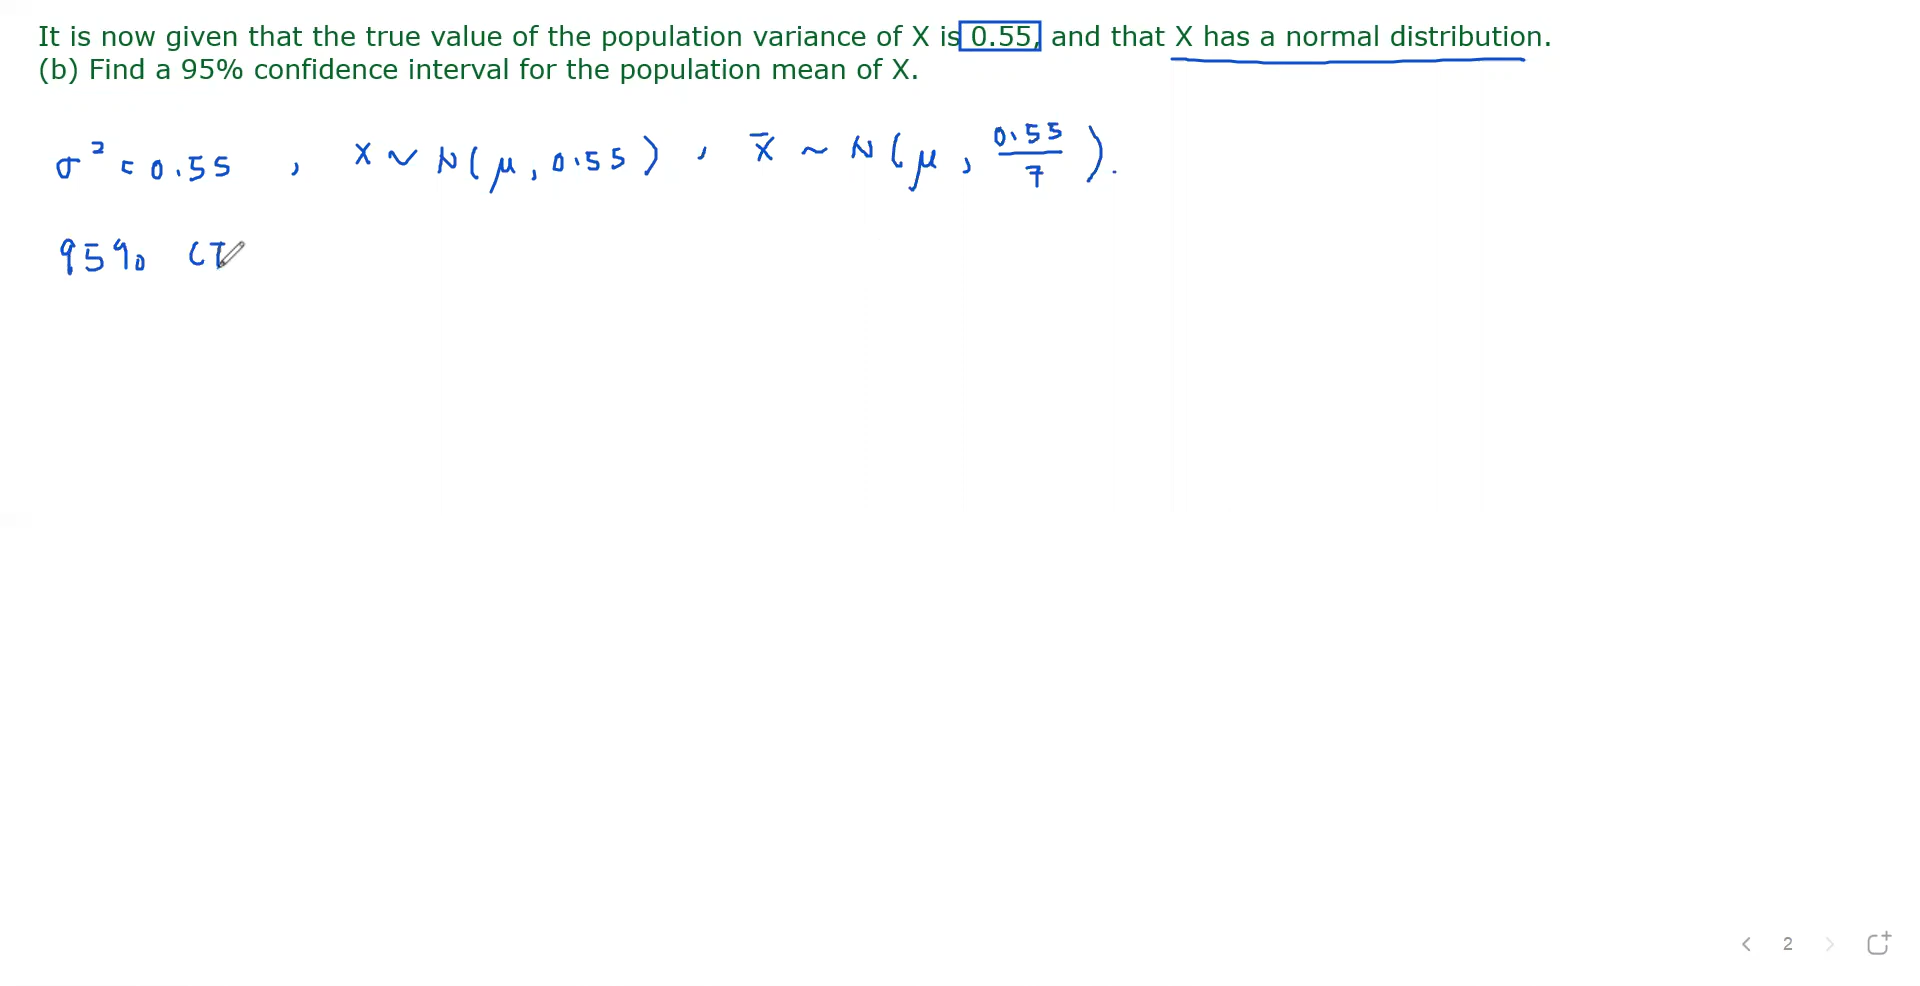 It is now given that the true value of the population variance of X is 0.55, and that X has a normal distribution.
(b) Find a 95% confidence interval for the population mean of X.
σ² = 0.55 , X ~ N(μ, 0.55) , X̄ ~ N(μ, 0.55/7).
95% CI
2